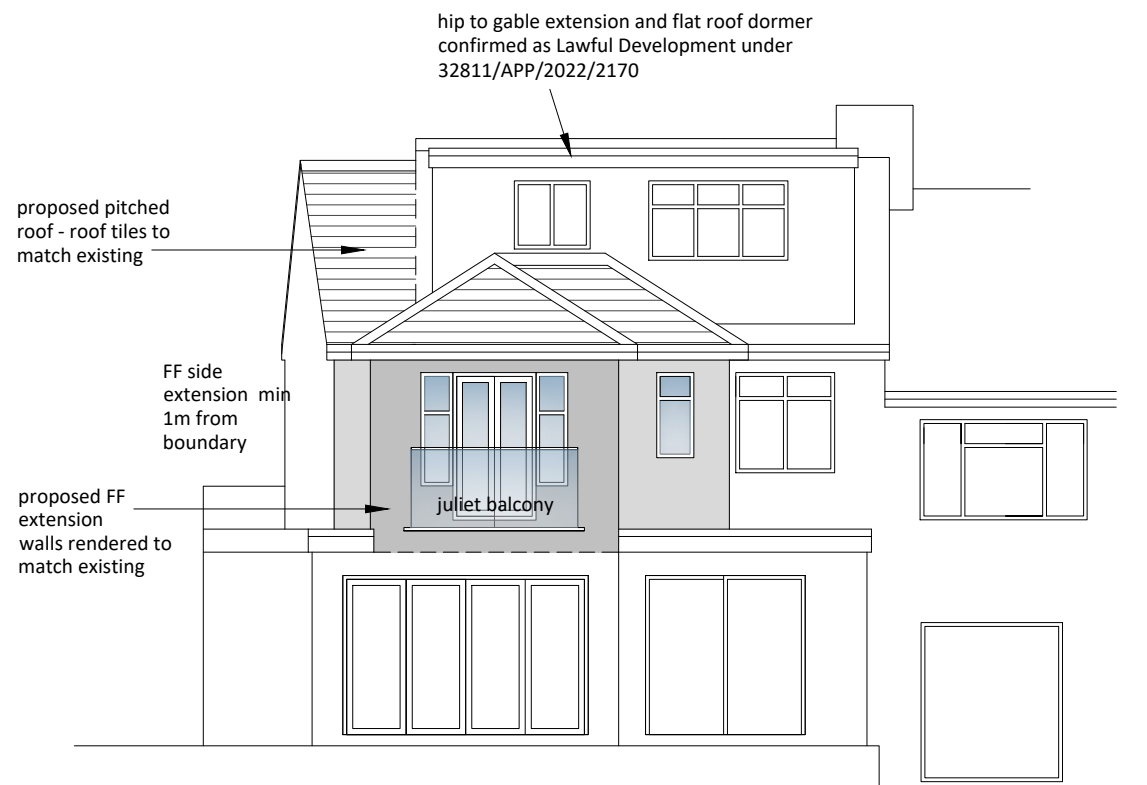 hip to gable extension and flat roof dormer
confirmed as Lawful Development under
32811/APP/2022/2170
proposed pitched
roof - roof tiles to
match existing
FF side
extension min
1m from
boundary
proposed FF
extension
walls rendered to
match existing
juliet balcony